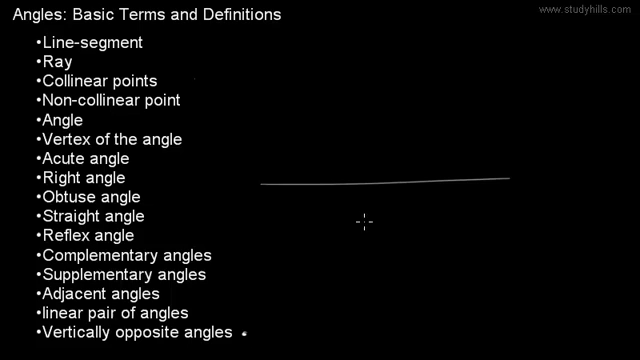 Angles: Basic Terms and Definitions
www.studyhills.com
•Line-segment
•Ray
•Collinear points
•Non-collinear point
•Angle
•Vertex of the angle
•Acute angle
•Right angle
•Obtuse angle
•Straight angle
•Reflex angle
•Complementary angles
•Supplementary angles
•Adjacent angles
•linear pair of angles
•Vertically opposite angles